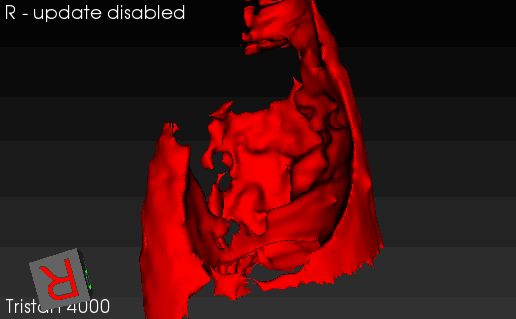 R - update disabled
R
Tristan 4000